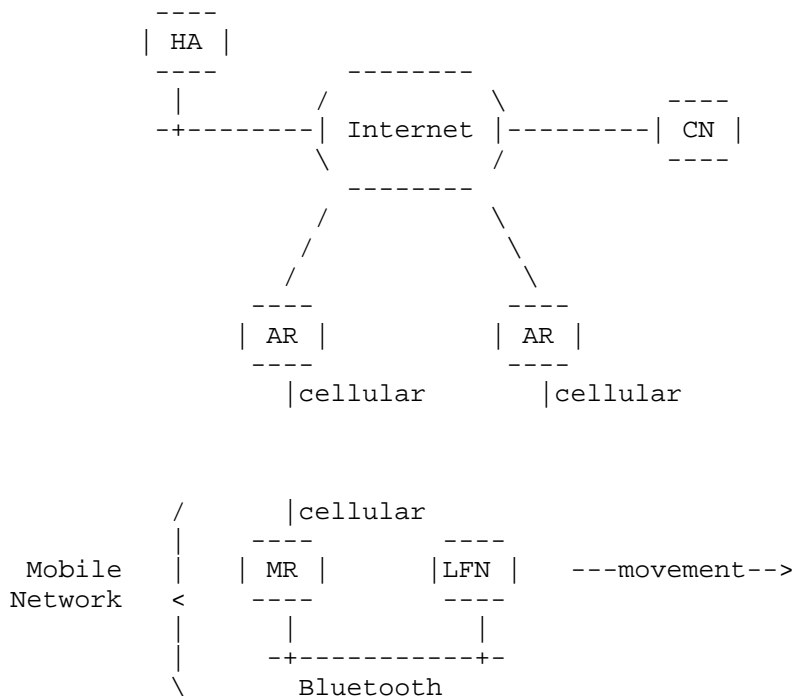 HA
Internet CN
AR AR
cellular cellular
cellular
MR LFN ---movement-->
Mobile
Network
Bluetooth